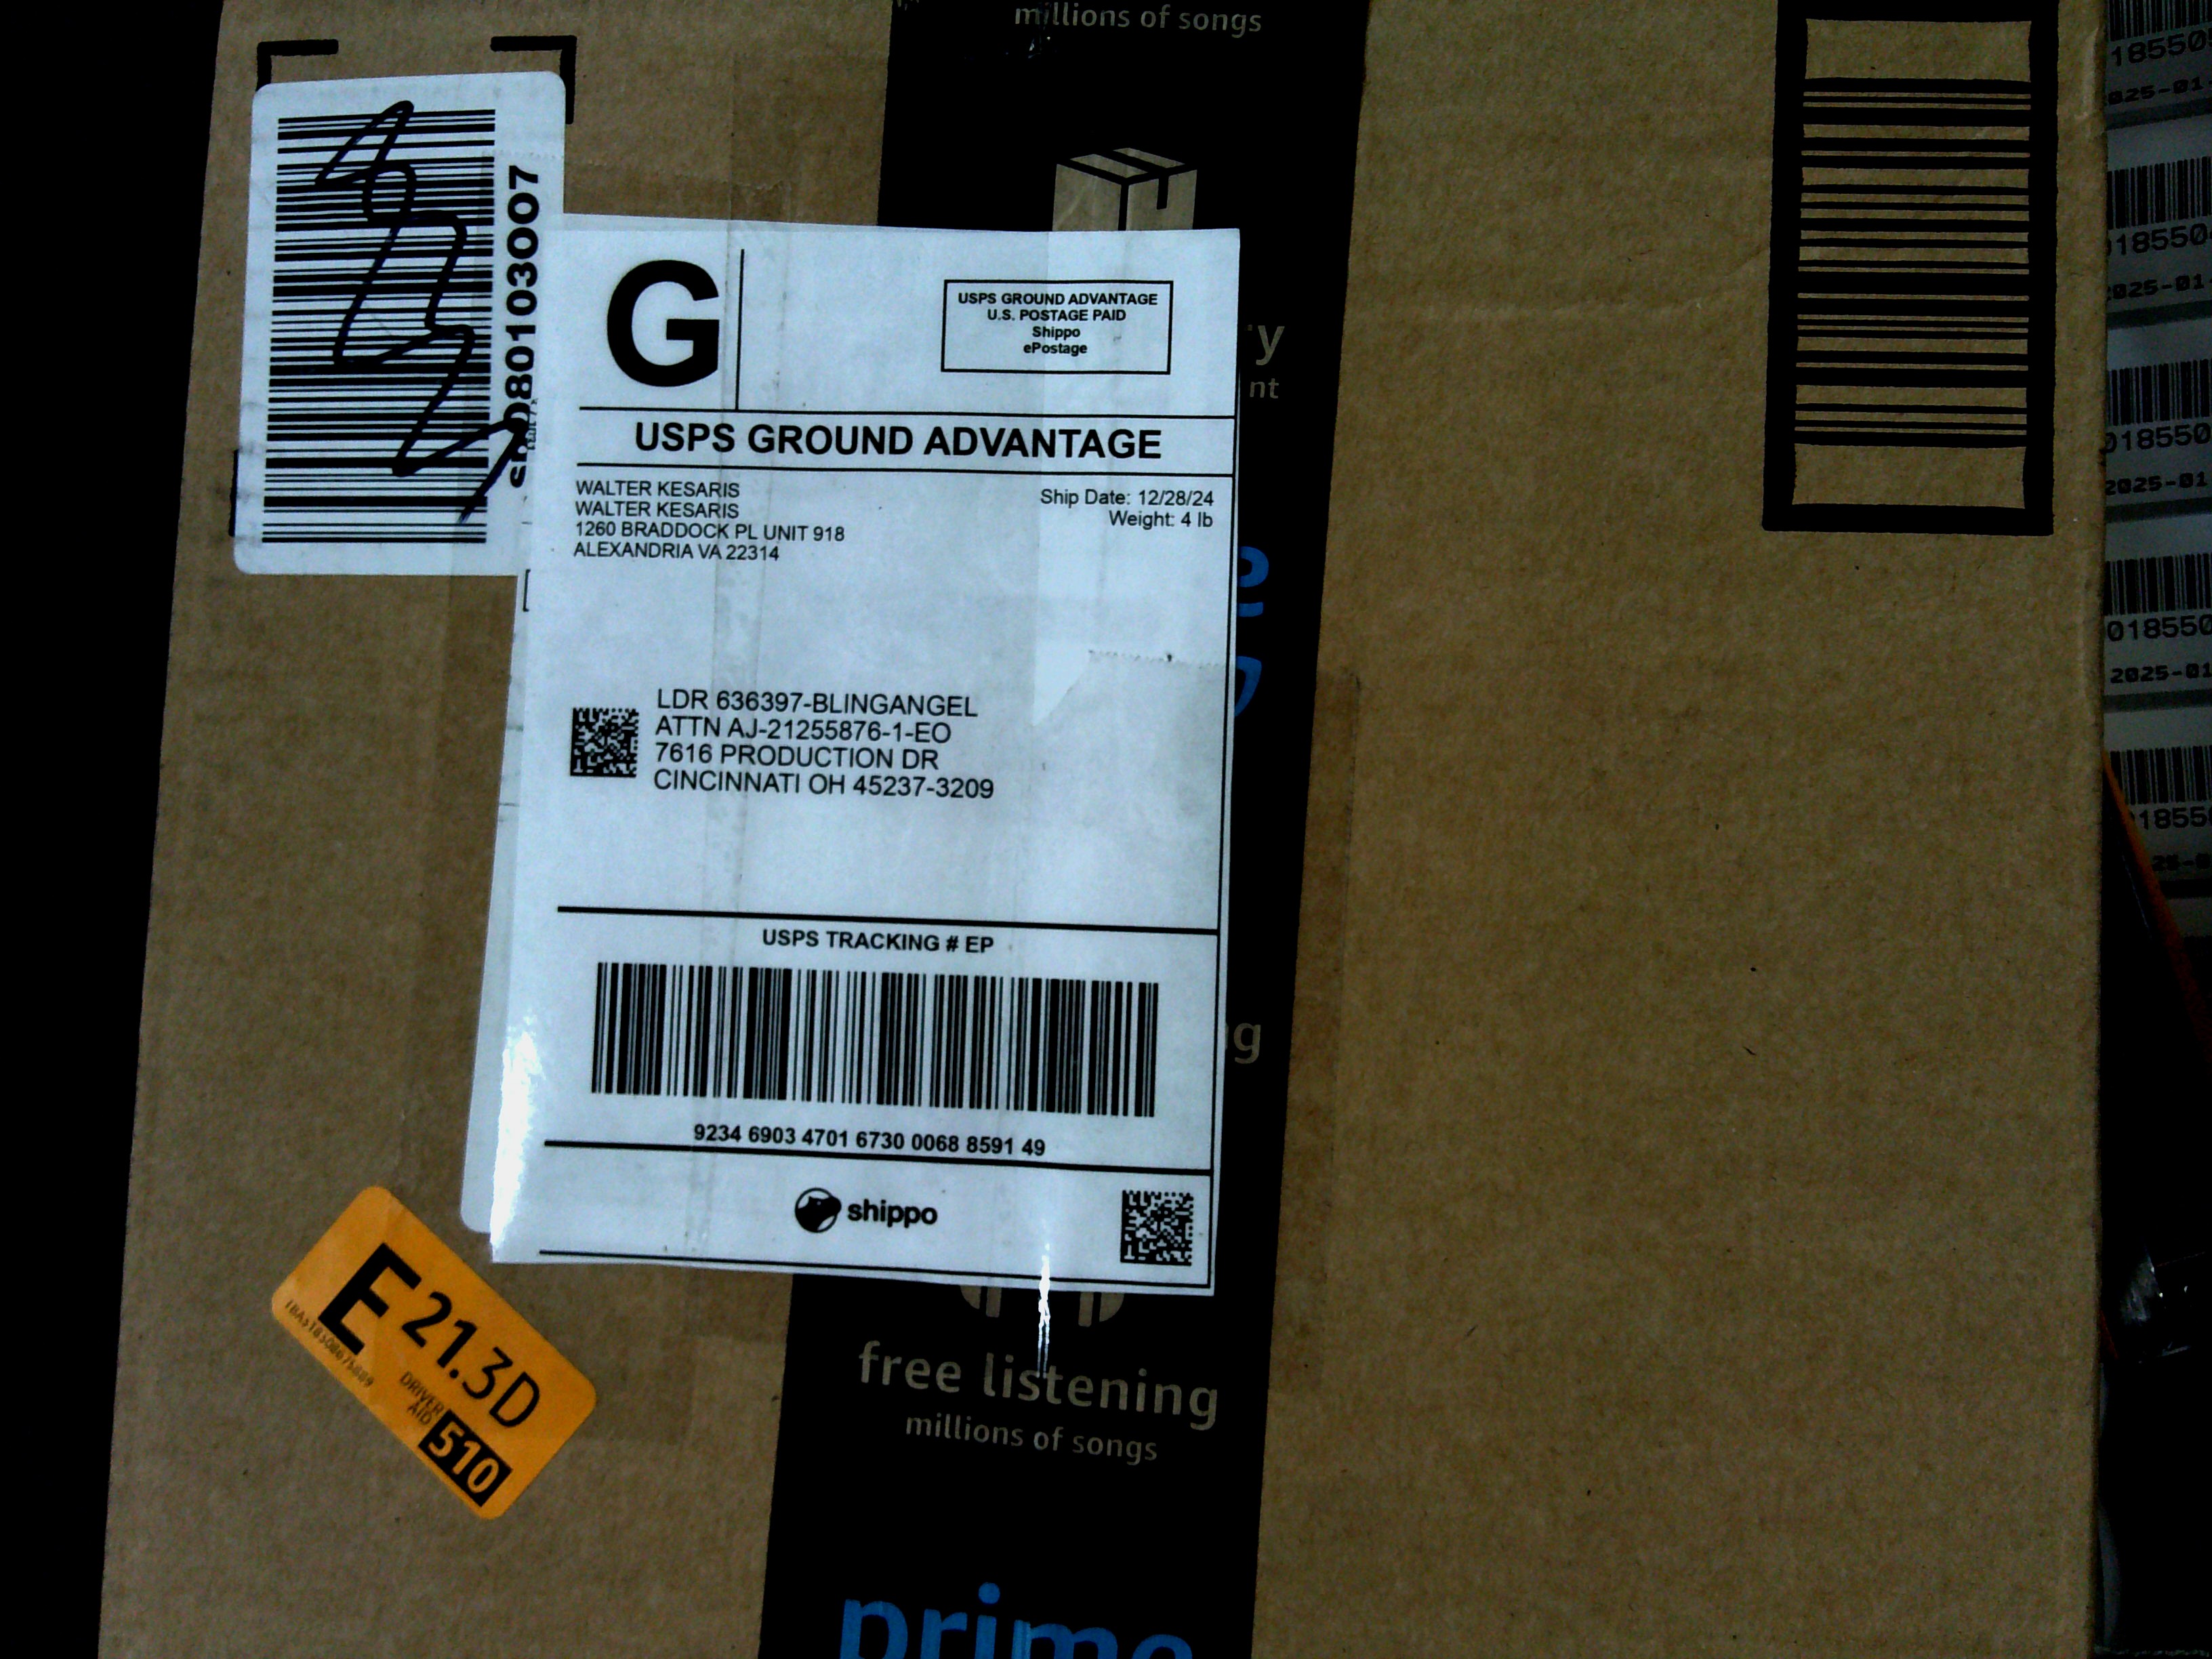 millions of songs
USPS GROUND ADVANTAGE
U.S. POSTAGE PAID
Shippo
ePostage
G
USPS GROUND ADVANTAGE
WALTER KESARIS
WALTER KESARIS
1260 BRADDOCK PL UNIT 918
ALEXANDRIA VA 22314
Ship Date: 12/28/24
Weight: 4 lb
LDR 636397-BLINGANGEL
ATTN AJ-21255876-1-EO
7616 PRODUCTION DR
CINCINNATI OH 45237-3209
USPS TRACKING # EP
9234 6903 4701 6730 0068 8591 49
shippo
E 21.3D
DRIVER
AID
510
free listening
millions of songs
prime